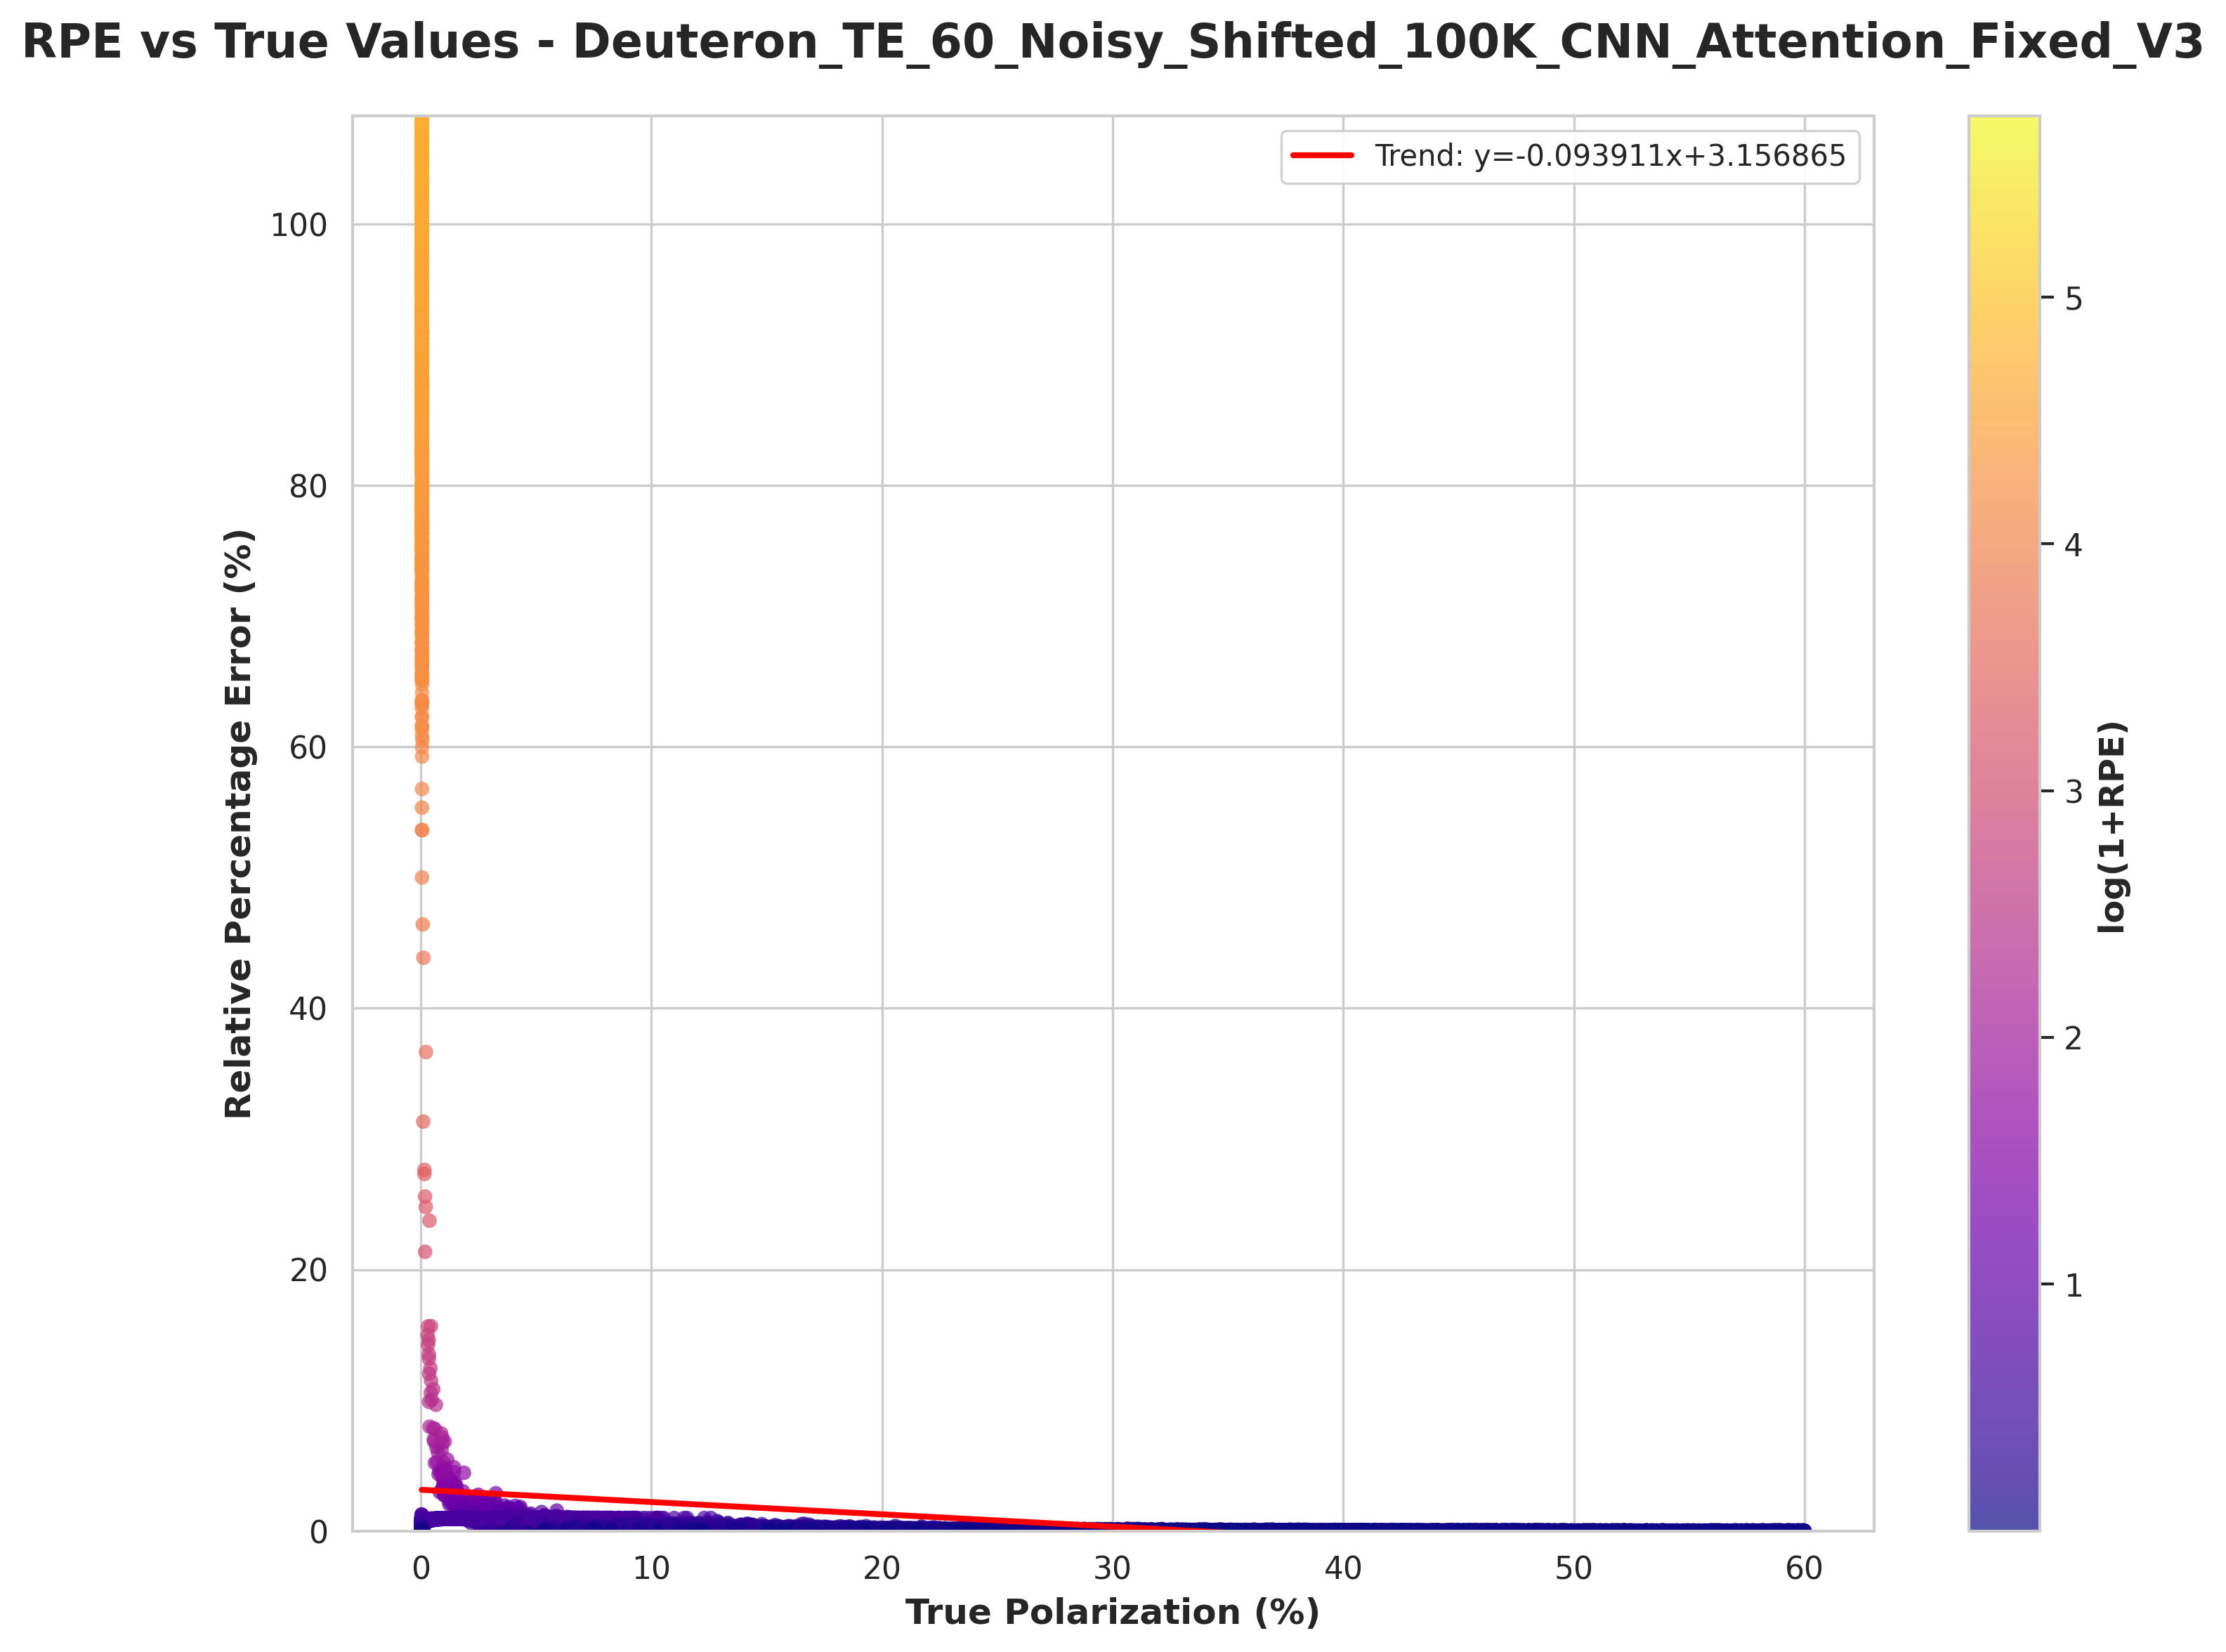 RPE vs True Values - Deuteron_TE_60_Noisy_Shifted_100K_CNN_Attention_Fixed_V3
Trend: y=-0.093911x+3.156865
Relative Percentage Error (%)
100
80
60
40
20
0
0 10 20 30 40 50 60
True Polarization (%)
5
4
3
2
1
log(1+RPE)